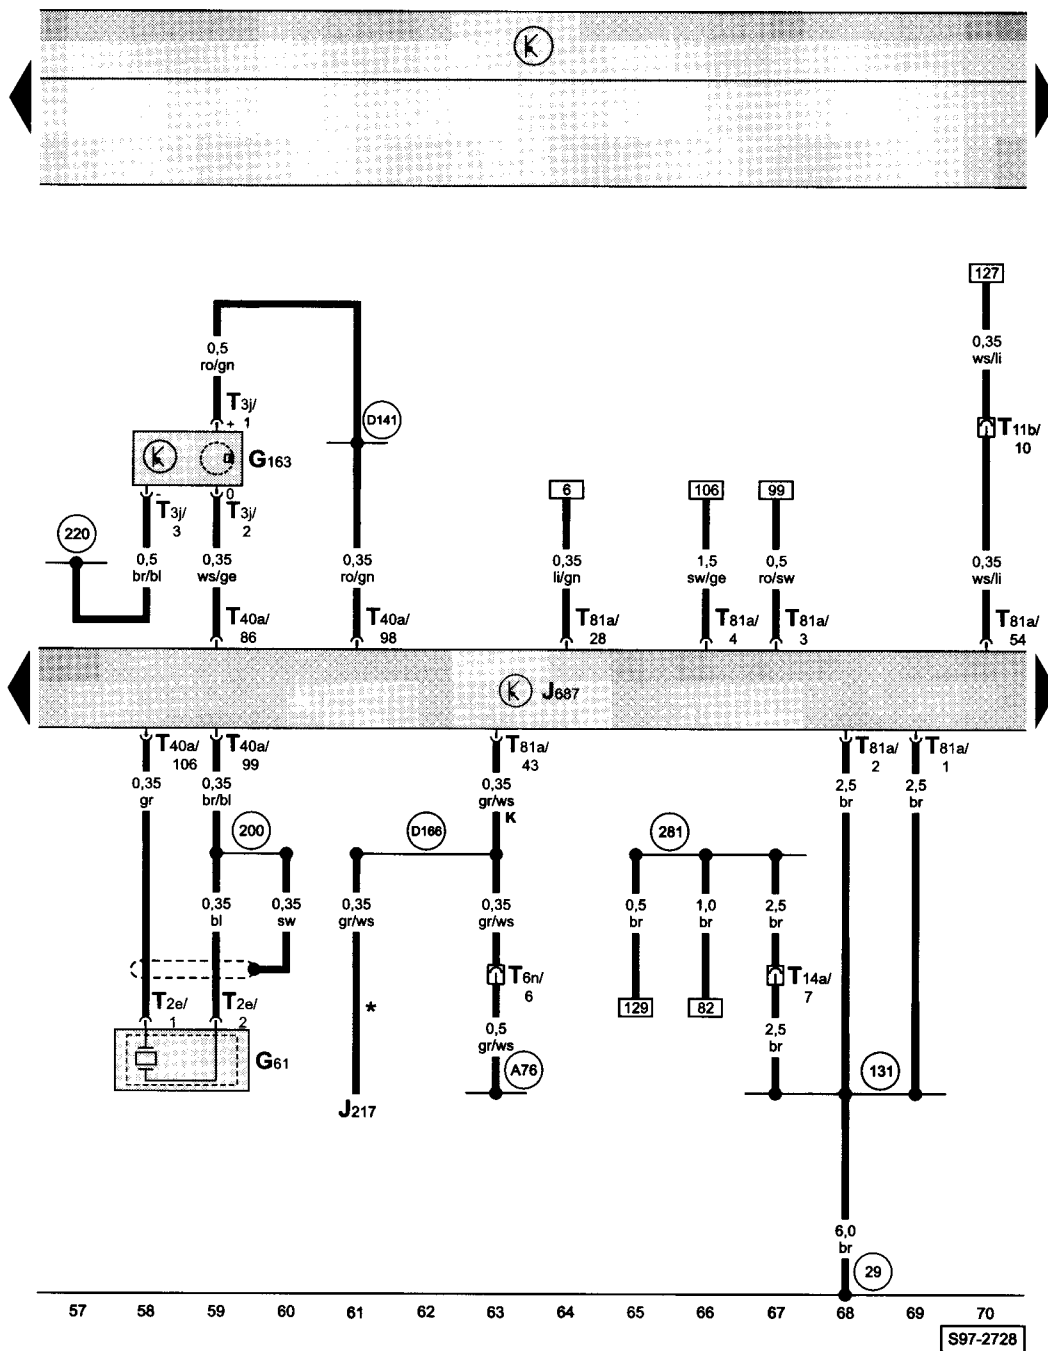 127
0,35
ws/li
0,5
ro/gn
T3j/
+ 1
D141
T11b/
10
G163
-
0
T3j/
3
T3j/
2
6
106
99
220
0,5
br/bl
0,35
ws/ge
0,35
ro/gn
0,35
li/gn
1,5
sw/ge
0,5
ro/sw
0,35
ws/li
T40a/
86
T40a/
98
T81a/
28
T81a/
4
T81a/
3
T81a/
54
J687
T40a/
106
T40a/
99
T81a/
43
T81a/
2
T81a/
1
0,35
gr
0,35
br/bl
0,35
gr/ws
K
2,5
br
2,5
br
200
D166
281
0,35
bl
0,35
sw
0,35
gr/ws
0,35
gr/ws
0,5
br
1,0
br
2,5
br
T6n/
6
T14a/
7
T2e/
1
T2e/
2
*
129
82
0,5
gr/ws
2,5
br
G61
A76
131
J217
6,0
br
29
57 58 59 60 61 62 63 64 65 66 67 68 69 70
S97-2728